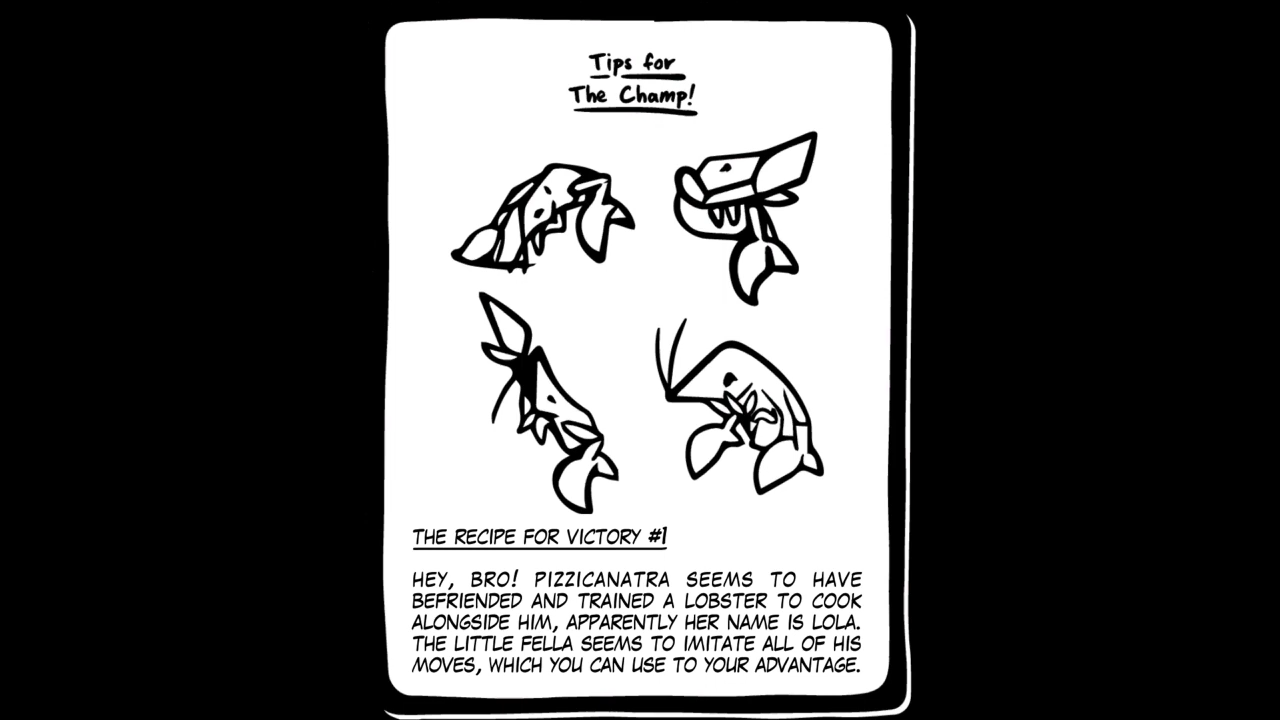 Tips for
The Champ!
THE RECIPE FOR VICTORY #1
HEY, BRO! PIZZICANATRA SEEMS TO HAVE
BEFRIENDED AND TRAINED A LOBSTER TO COOK
ALONGSIDE HIM, APPARENTLY HER NAME IS LOLA.
THE LITTLE FELLA SEEMS TO IMITATE ALL OF HIS
MOVES, WHICH YOU CAN USE TO YOUR ADVANTAGE.